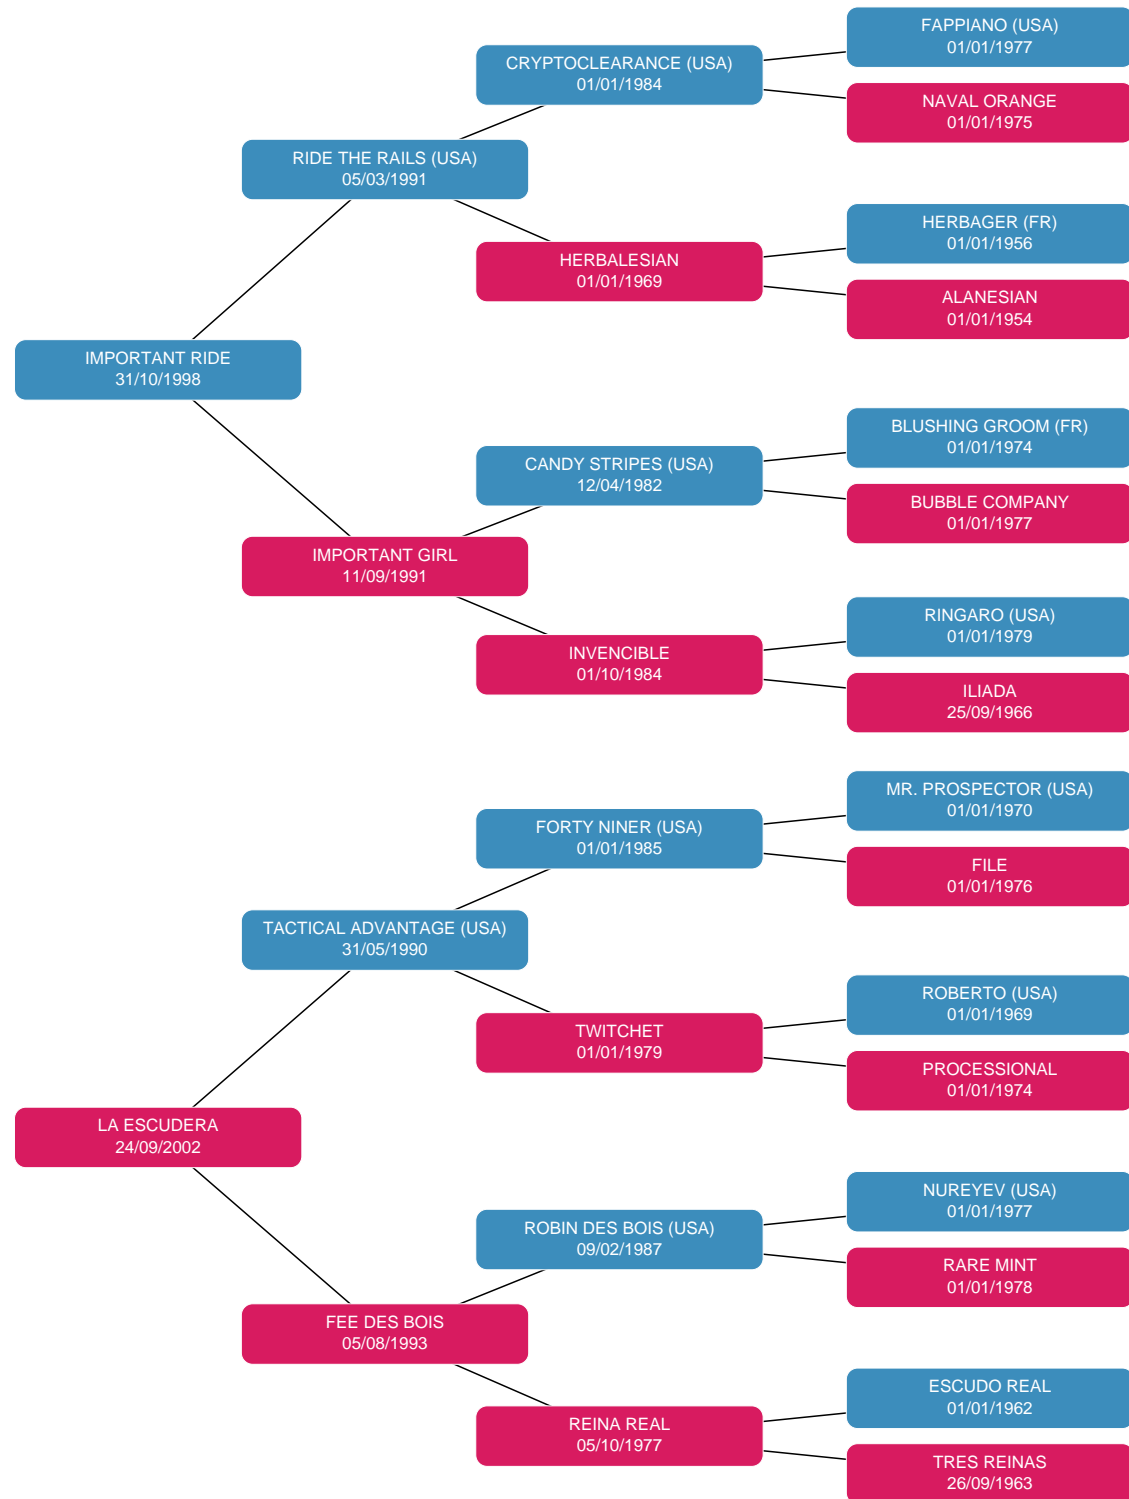 FAPPIANO (USA)
01/01/1977
CRYPTOCLEARANCE (USA)
01/01/1984
NAVAL ORANGE
01/01/1975
RIDE THE RAILS (USA)
05/03/1991
HERBAGER (FR)
01/01/1956
HERBALESIAN
01/01/1969
ALANESIAN
01/01/1954
IMPORTANT RIDE
31/10/1998
BLUSHING GROOM (FR)
01/01/1974
CANDY STRIPES (USA)
12/04/1982
BUBBLE COMPANY
01/01/1977
IMPORTANT GIRL
11/09/1991
RINGARO (USA)
01/01/1979
INVENCIBLE
01/10/1984
ILIADA
25/09/1966
MR. PROSPECTOR (USA)
01/01/1970
FORTY NINER (USA)
01/01/1985
FILE
01/01/1976
TACTICAL ADVANTAGE (USA)
31/05/1990
ROBERTO (USA)
01/01/1969
TWITCHET
01/01/1979
PROCESSIONAL
01/01/1974
LA ESCUDERA
24/09/2002
NUREYEV (USA)
01/01/1977
ROBIN DES BOIS (USA)
09/02/1987
RARE MINT
01/01/1978
FEE DES BOIS
05/08/1993
ESCUDO REAL
01/01/1962
REINA REAL
05/10/1977
TRES REINAS
26/09/1963